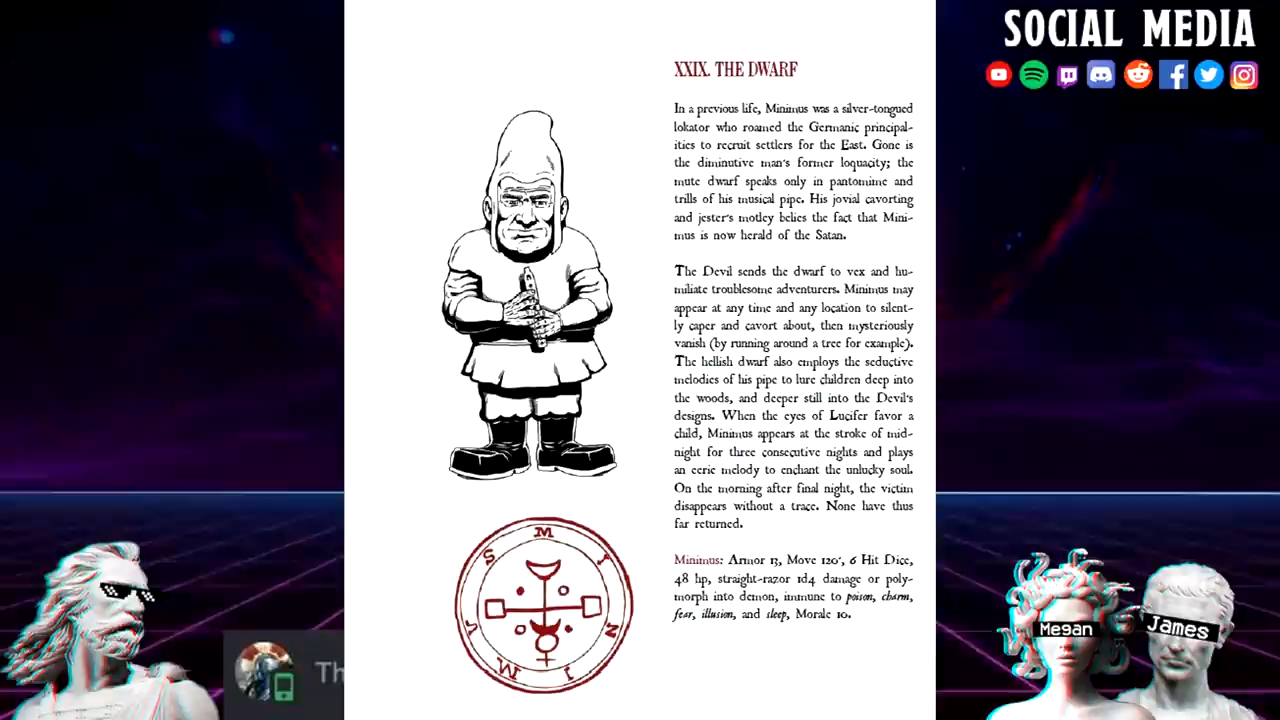 SOCIAL MEDIA
XXIX. THE DWARF
In a previous life, Minimus was a silver-tongued
lokator who roamed the Germanic principal-
ities to recruit settlers for the East. Gone is
the diminutive man's former loquacity; the
mute dwarf speaks only in pantomime and
trills of his musical pipe. His jovial cavorting
and jester's motley belies the fact that Mini-
mus is now herald of the Satan.
The Devil sends the dwarf to vex and hu-
miliate troublesome adventurers. Minimus may
appear at any time and any location to silent-
ly caper and cavort about, then mysteriously
vanish (by running around a tree for example).
The hellish dwarf also employs the seductive
melodies of his pipe to lure children deep into
the woods, and deeper still into the Devil's
designs. When the eyes of Lucifer favor a
child, Minimus appears at the stroke of mid-
night for three consecutive nights and plays
an eerie melody to enchant the unlucky soul.
On the morning after final night, the victim
disappears without a trace. None have thus
far returned.
Minimus: Armor 13, Move 120', 6 Hit Dice,
48 hp, straight-razor 1d4 damage or poly-
morph into demon, immune to poison, charm,
fear, illusion, and sleep, Morale 10.
M I N I M U S
Th
Megan
James